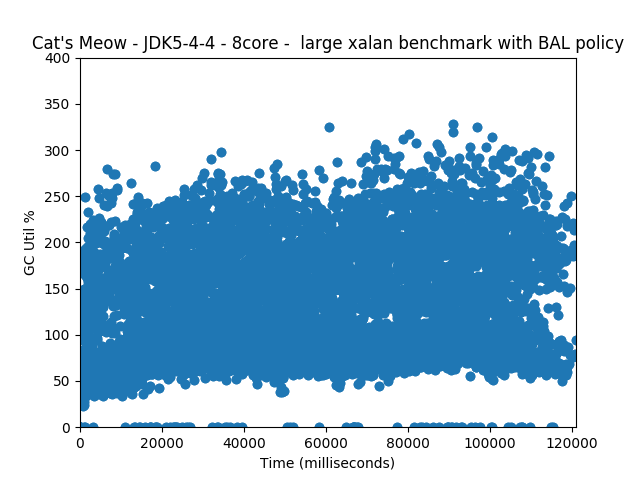 Cat's Meow - JDK5-4-4 - 8core -  large xalan benchmark with BAL policy
400
350
300
250
200
150
100
50
0
GC Util %
0 20000 40000 60000 80000 100000 120000
Time (milliseconds)